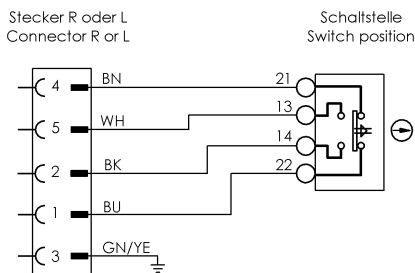 Stecker R oder L
Connector R or L
Schaltstelle
Switch position
4 BN 21
5 WH 13
2 BK 14
1 BU 22
3 GN/YE